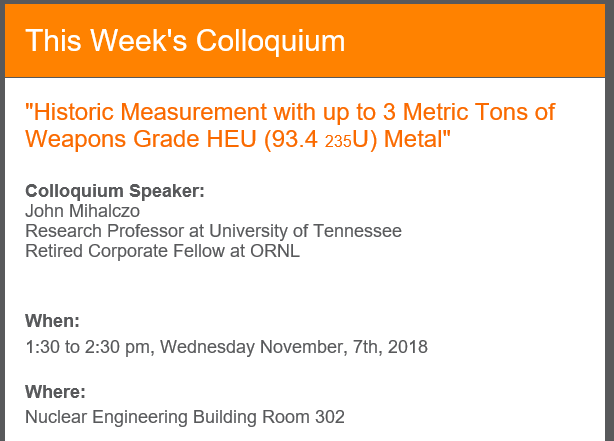 This Week's Colloquium
"Historic Measurement with up to 3 Metric Tons of
Weapons Grade HEU (93.4 235U) Metal"
Colloquium Speaker:
John Mihalczo
Research Professor at University of Tennessee
Retired Corporate Fellow at ORNL
When:
1:30 to 2:30 pm, Wednesday November, 7th, 2018
Where:
Nuclear Engineering Building Room 302